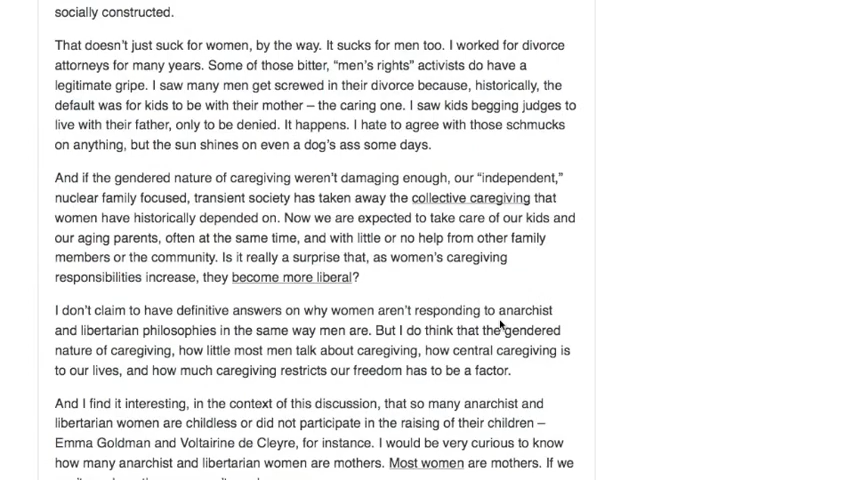 socially constructed.
That doesn’t just suck for women, by the way. It sucks for men too. I worked for divorce
attorneys for many years. Some of those bitter, “men’s rights” activists do have a
legitimate gripe. I saw many men get screwed in their divorce because, historically, the
default was for kids to be with their mother – the caring one. I saw kids begging judges to
live with their father, only to be denied. It happens. I hate to agree with those schmucks
on anything, but the sun shines on even a dog’s ass some days.
And if the gendered nature of caregiving weren’t damaging enough, our “independent,”
nuclear family focused, transient society has taken away the collective caregiving that
women have historically depended on. Now we are expected to take care of our kids and
our aging parents, often at the same time, and with little or no help from other family
members or the community. Is it really a surprise that, as women’s caregiving
responsibilities increase, they become more liberal?
I don’t claim to have definitive answers on why women aren’t responding to anarchist
and libertarian philosophies in the same way men are. But I do think that the gendered
nature of caregiving, how little most men talk about caregiving, how central caregiving is
to our lives, and how much caregiving restricts our freedom has to be a factor.
And I find it interesting, in the context of this discussion, that so many anarchist and
libertarian women are childless or did not participate in the raising of their children –
Emma Goldman and Voltairine de Cleyre, for instance. I would be very curious to know
how many anarchist and libertarian women are mothers. Most women are mothers. If we